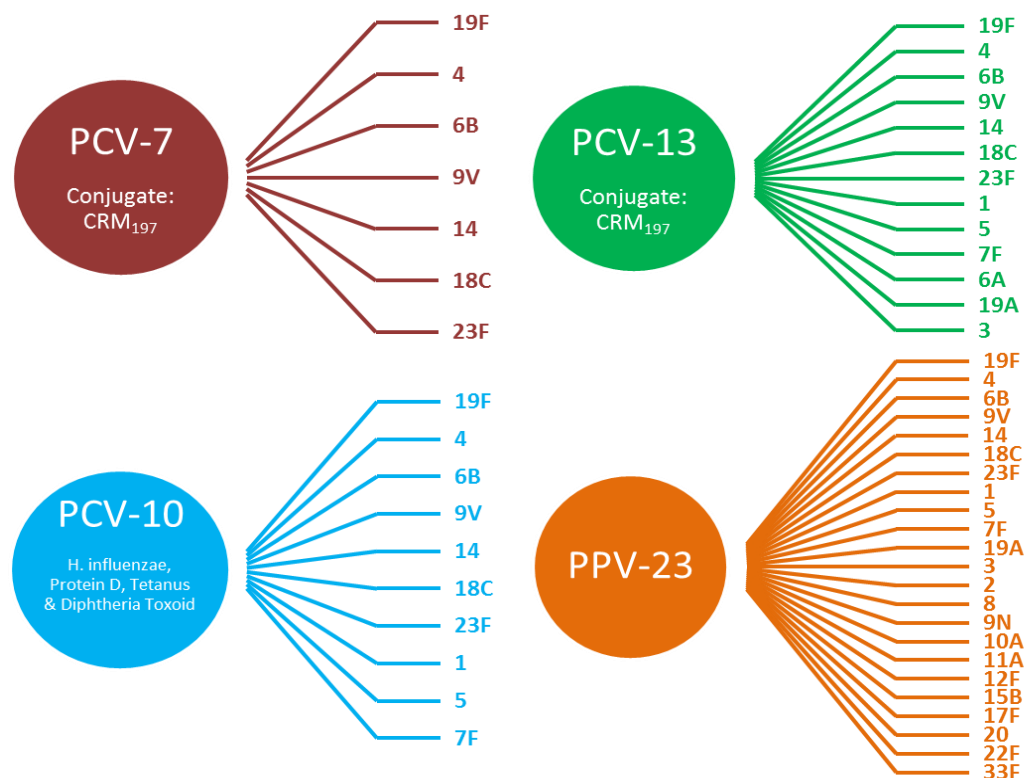 PCV-7
Conjugate:
CRM₁₉₇
19F
4
6B
9V
14
18C
23F
PCV-13
Conjugate:
CRM₁₉₇
19F
4
6B
9V
14
18C
23F
1
5
7F
6A
19A
3
PCV-10
H. influenzae,
Protein D, Tetanus
& Diphtheria Toxoid
19F
4
6B
9V
14
18C
23F
1
5
7F
PPV-23
19F
4
6B
9V
14
18C
23F
1
5
7F
19A
3
2
8
9N
10A
11A
12F
15B
17F
20
22F
33F